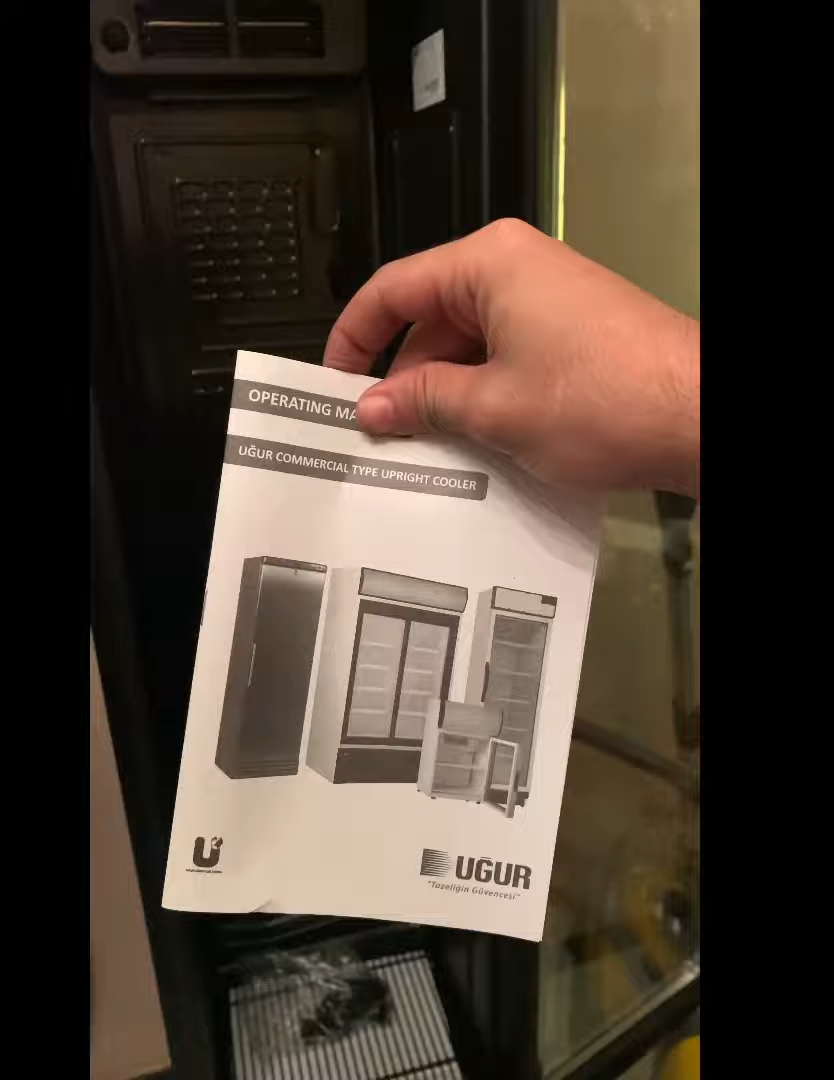 OPERATING MA
UĞUR COMMERCIAL TYPE UPRIGHT COOLER
UĞUR
"Tazeliğin Güvencesi"